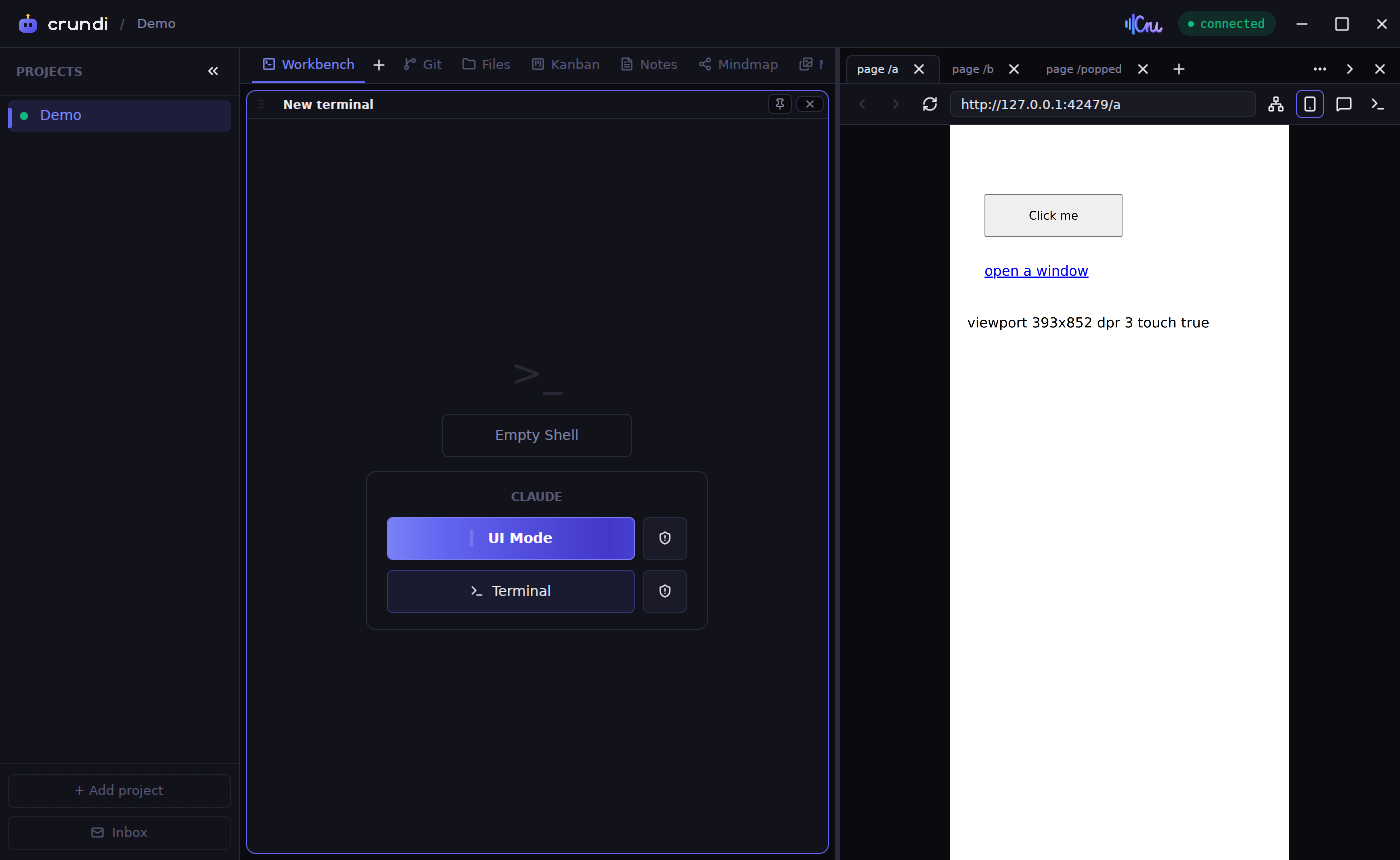 crundi / Demo
Cru
connected
PROJECTS
Demo
+ Add project
Inbox
Workbench
Git
Files
Kanban
Notes
Mindmap
New terminal
>_
Empty Shell
CLAUDE
UI Mode
Terminal
page /a
page /b
page /popped
http://127.0.0.1:42479/a
Click me
open a window
viewport 393x852 dpr 3 touch true